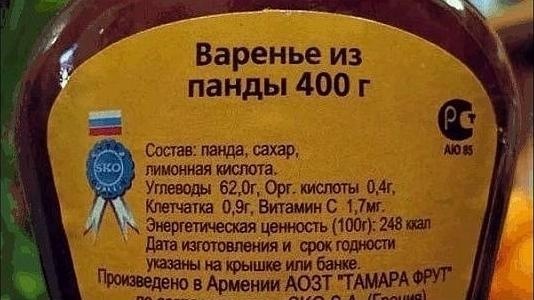 Варенье из
панды 400 г
РСТ
АЮ 85
SKO
Состав: панда, сахар,
лимонная кислота.
Углеводы 62,0г, Орг. кислоты 0,4г,
Клетчатка 0,9г, Витамин С 1,7мг.
Энергетическая ценность (100г): 248 ккал
Дата изготовления и срок годности
указаны на крышке или банке.
Произведено в Армении АОЗТ "ТАМАРА ФРУТ"